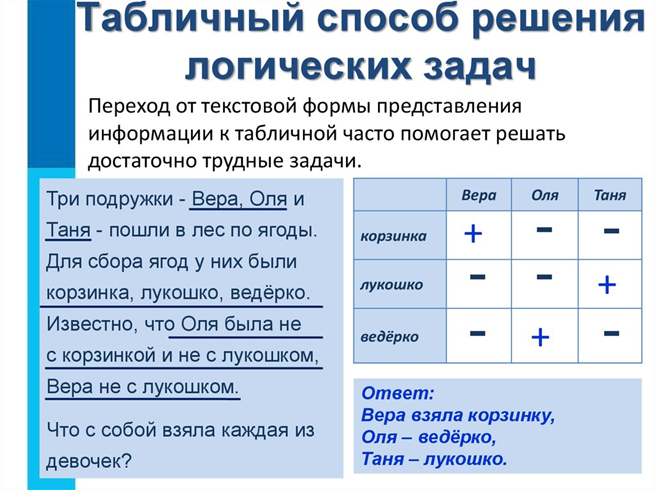 Табличный способ решения
логических задач
Переход от текстовой формы представления
информации к табличной часто помогает решать
достаточно трудные задачи.
Три подружки - Вера, Оля и
Таня - пошли в лес по ягоды.
Для сбора ягод у них были
корзинка, лукошко, ведёрко.
Известно, что Оля была не
с корзинкой и не с лукошком,
Вера не с лукошком.
Что с собой взяла каждая из
девочек?
Вера Оля Таня
корзинка + - -
лукошко - - +
ведёрко - + -
Ответ:
Вера взяла корзинку,
Оля – ведёрко,
Таня – лукошко.